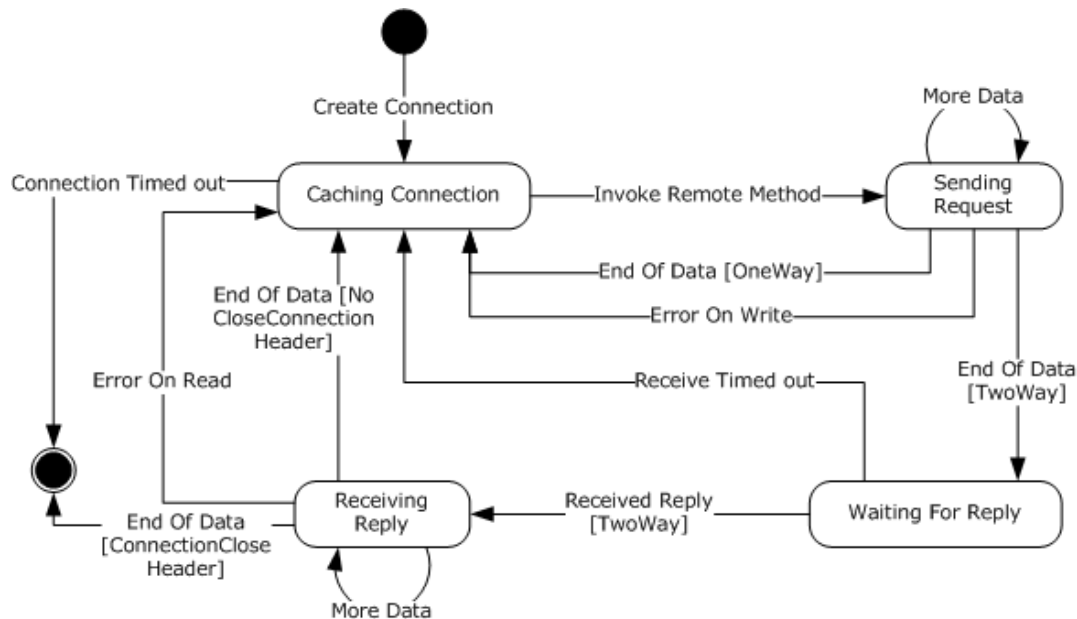 Create Connection
More Data
Connection Timed out
Caching Connection
Invoke Remote Method
Sending
Request
End Of Data [OneWay]
End Of Data [No
CloseConnection
Header]
Error On Write
Error On Read
Receive Timed out
End Of Data
[TwoWay]
Receiving
Reply
Received Reply
[TwoWay]
Waiting For Reply
End Of Data
[ConnectionClose
Header]
More Data